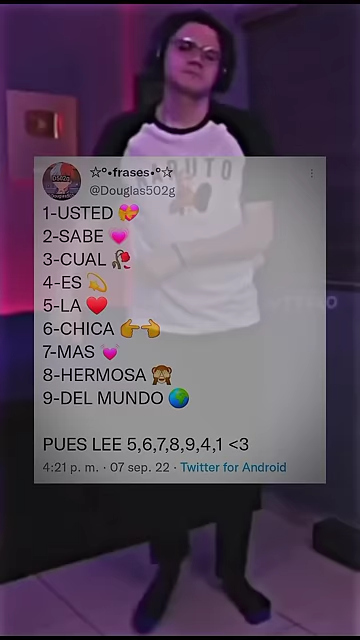 ☆°•frases•°☆
@Douglas502g
1-USTED 💝
2-SABE 💗
3-CUAL 🥀
4-ES 💫
5-LA ❤️
6-CHICA 👉👈
7-MAS 💓
8-HERMOSA 🙈
9-DEL MUNDO 🌎
PUES LEE 5,6,7,8,9,4,1 <3
4:21 p. m. · 07 sep. 22 · Twitter for Android